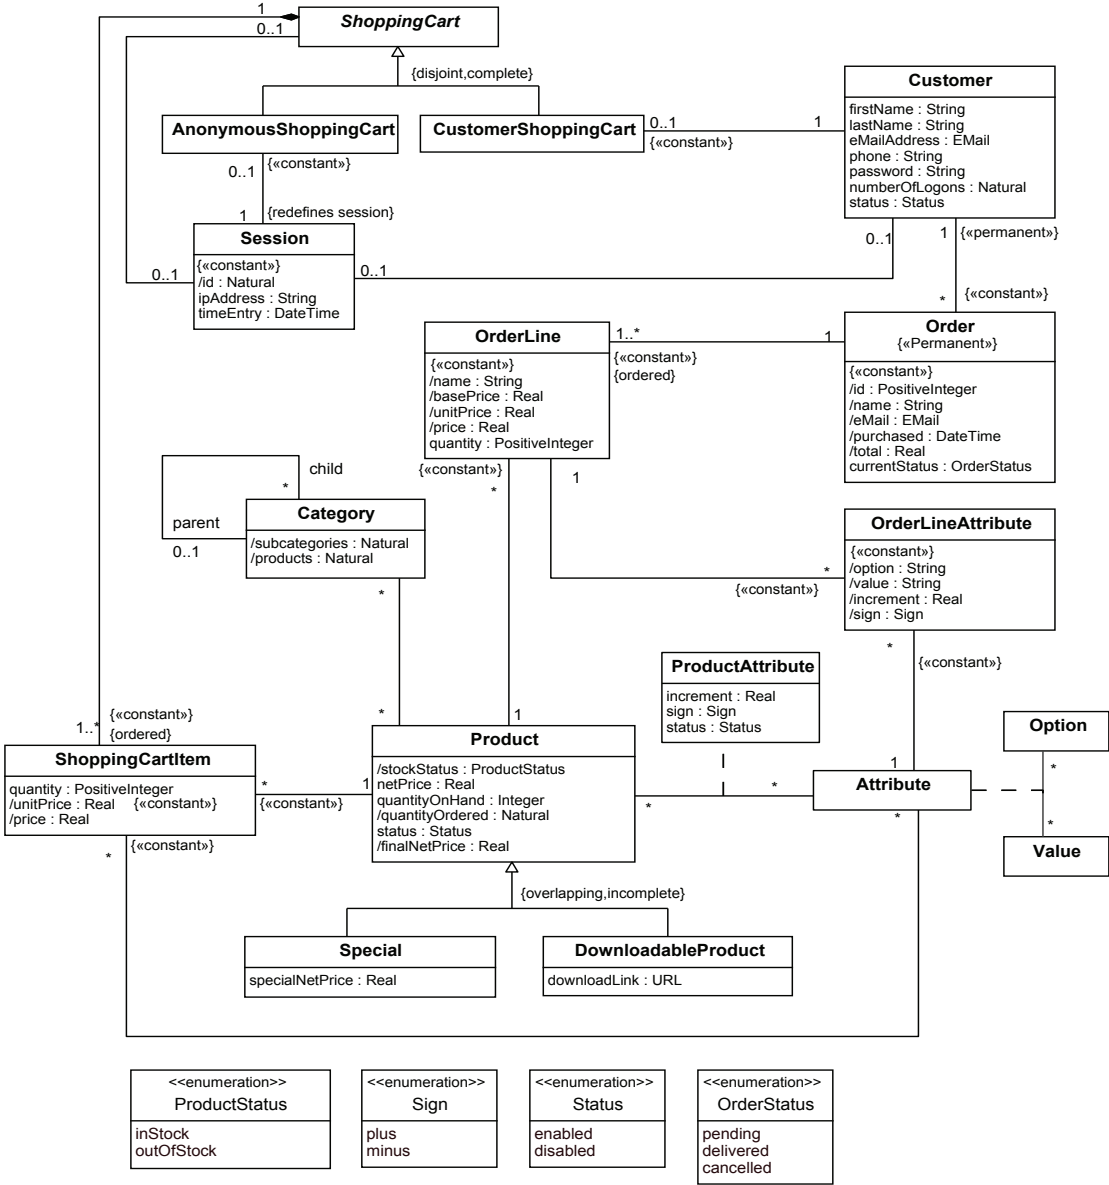 1
ShoppingCart
0..1
{disjoint,complete}
Customer
firstName : String
lastName : String
eMailAddress : EMail
phone : String
password : String
numberOfLogons : Natural
status : Status
AnonymousShoppingCart
CustomerShoppingCart
0..1
1
{«constant»}
{«constant»}
0..1
1
{redefines session}
Session
{«constant»}
/id : Natural
ipAddress : String
timeEntry : DateTime
0..1
0..1
0..1
1
{«permanent»}
*
{«constant»}
OrderLine
{«constant»}
/name : String
/basePrice : Real
/unitPrice : Real
/price : Real
quantity : PositiveInteger
1..*
1
{«constant»}
{ordered}
Order
{«Permanent»}
{«constant»}
/id : PositiveInteger
/name : String
/eMail : EMail
/purchased : DateTime
/total : Real
currentStatus : OrderStatus
{«constant»}
*
1
child
*
parent
0..1
Category
/subcategories : Natural
/products : Natural
*
OrderLineAttribute
{«constant»}
/option : String
/value : String
/increment : Real
/sign : Sign
*
{«constant»}
*
{«constant»}
ProductAttribute
increment : Real
sign : Sign
status : Status
*
1
{«constant»}
1..*
{ordered}
ShoppingCartItem
quantity : PositiveInteger
/unitPrice : Real {«constant»}
/price : Real
*
1
{«constant»}
Product
/stockStatus : ProductStatus
netPrice : Real
quantityOnHand : Integer
/quantityOrdered : Natural
status : Status
/finalNetPrice : Real
*
*
1
Attribute
*
Option
*
*
Value
*
{«constant»}
{overlapping,incomplete}
Special
specialNetPrice : Real
DownloadableProduct
downloadLink : URL
<<enumeration>>
ProductStatus
inStock
outOfStock
<<enumeration>>
Sign
plus
minus
<<enumeration>>
Status
enabled
disabled
<<enumeration>>
OrderStatus
pending
delivered
cancelled